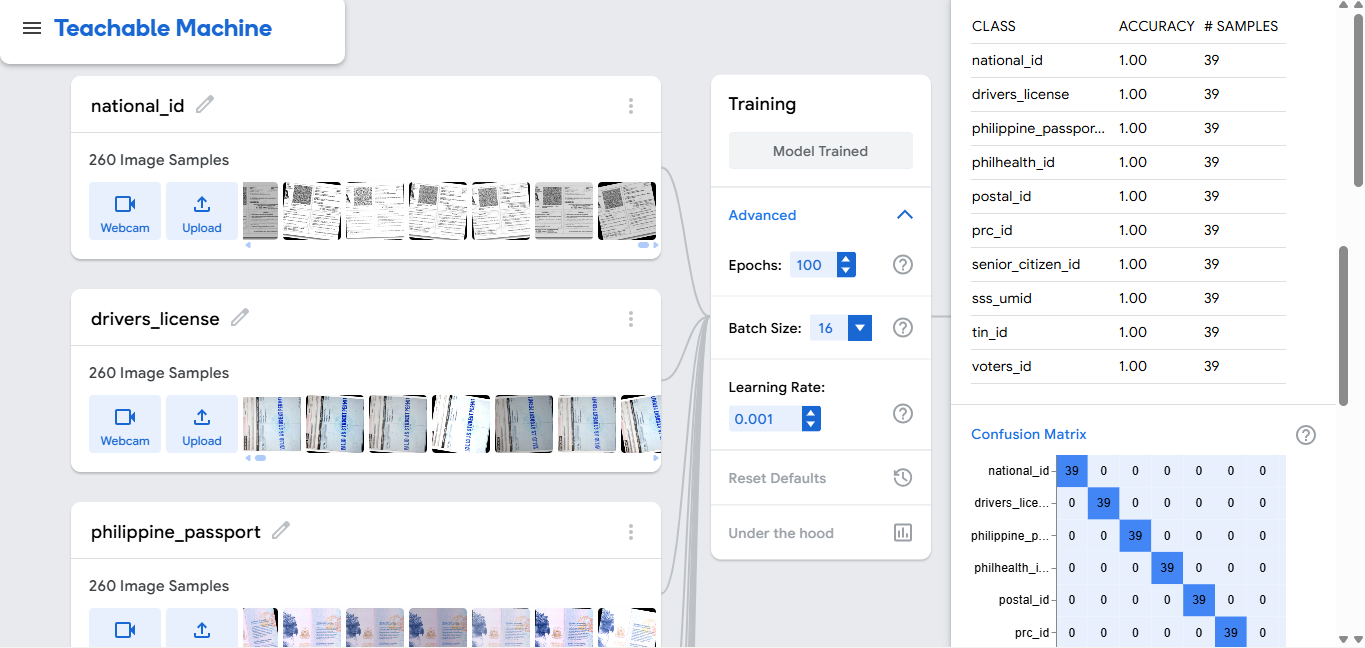 Teachable Machine
national_id
260 Image Samples
Webcam
Upload
drivers_license
260 Image Samples
Webcam
Upload
philippine_passport
260 Image Samples
Training
Model Trained
Advanced
Epochs: 100
Batch Size: 16
Learning Rate:
0.001
Reset Defaults
Under the hood
CLASS ACCURACY # SAMPLES
national_id 1.00 39
drivers_license 1.00 39
philippine_passpor... 1.00 39
philhealth_id 1.00 39
postal_id 1.00 39
prc_id 1.00 39
senior_citizen_id 1.00 39
sss_umid 1.00 39
tin_id 1.00 39
voters_id 1.00 39
Confusion Matrix
national_id 39 0 0 0 0 0 0
drivers_lice... 0 39 0 0 0 0 0
philippine_p... 0 0 39 0 0 0 0
philhealth_i... 0 0 0 39 0 0 0
postal_id 0 0 0 0 39 0 0
prc_id 0 0 0 0 0 39 0